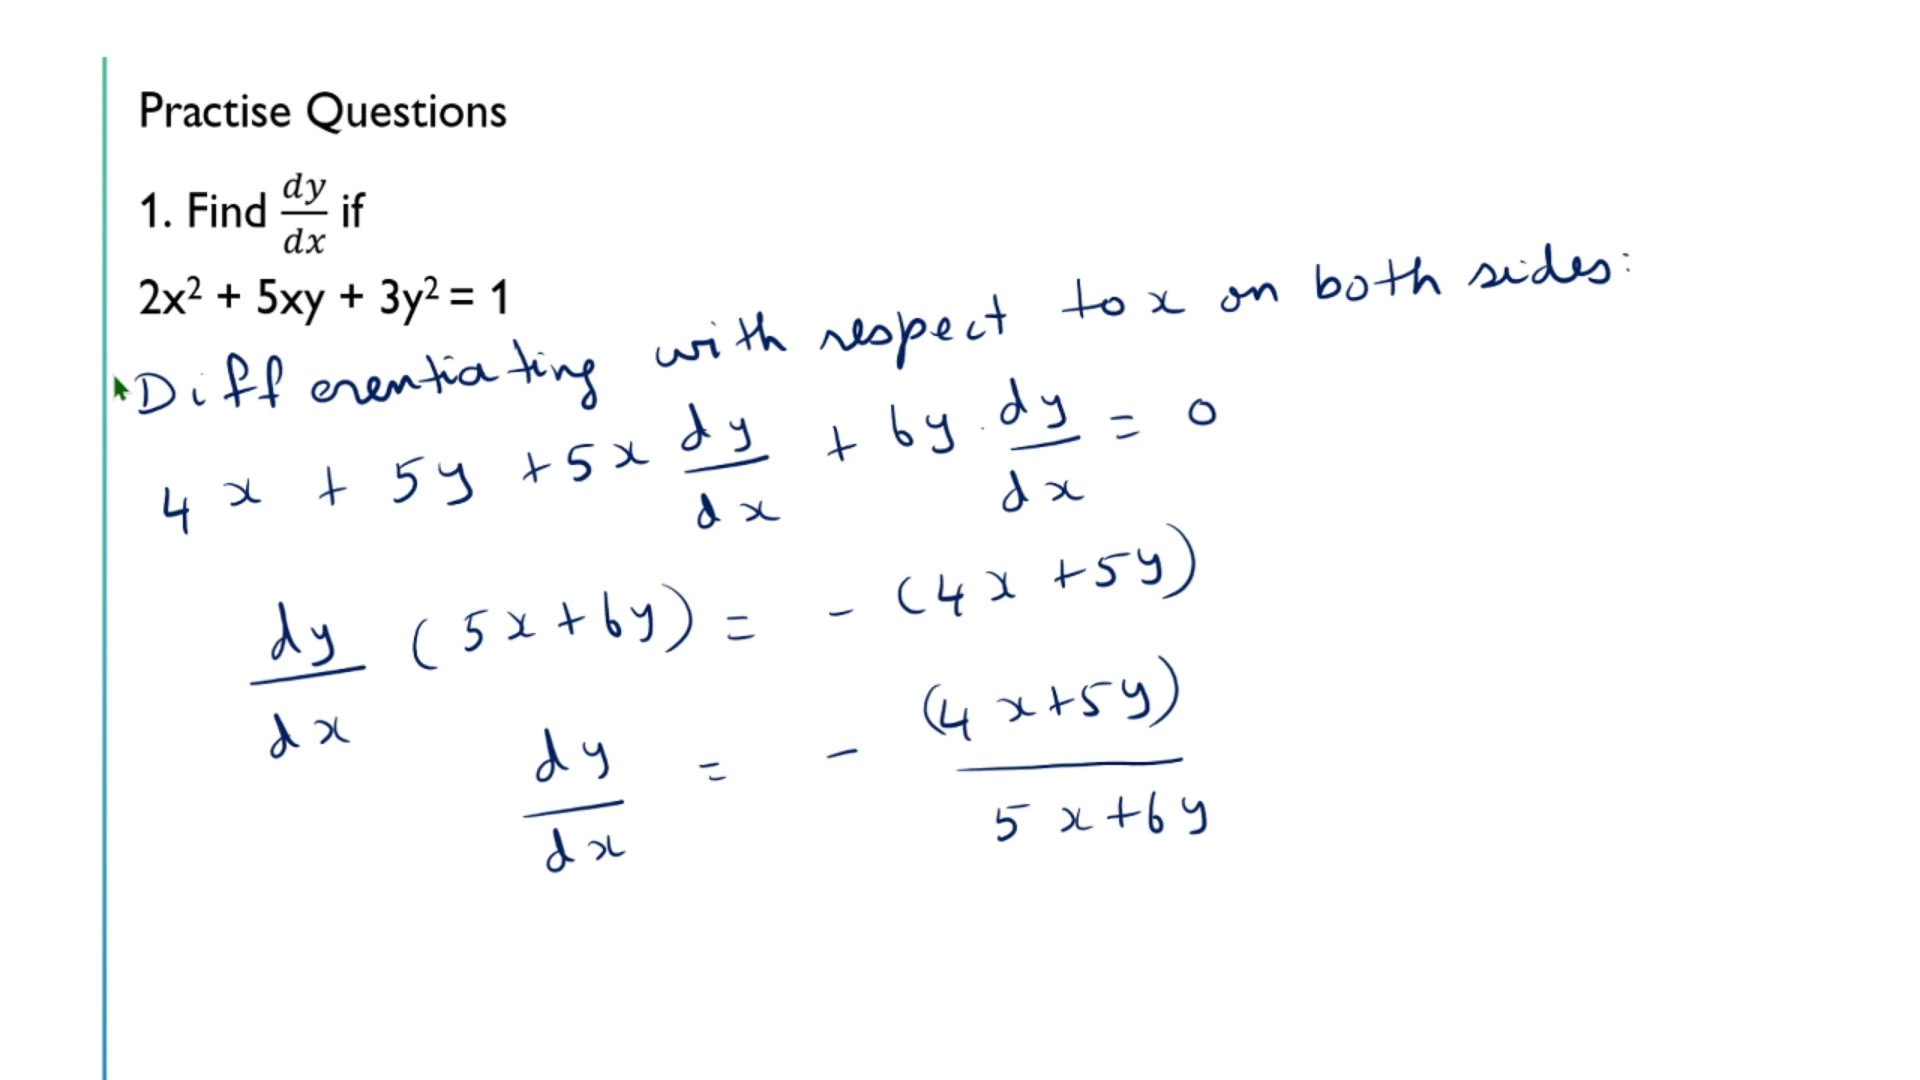 Practise Questions
1. Find dy/dx if
2x² + 5xy + 3y² = 1
Differentiating with respect to x on both sides:
4x + 5y + 5x dy/dx + 6y . dy/dx = 0
dy/dx (5x + 6y) = - (4x + 5y)
dy/dx = - (4x+5y)/5x+6y